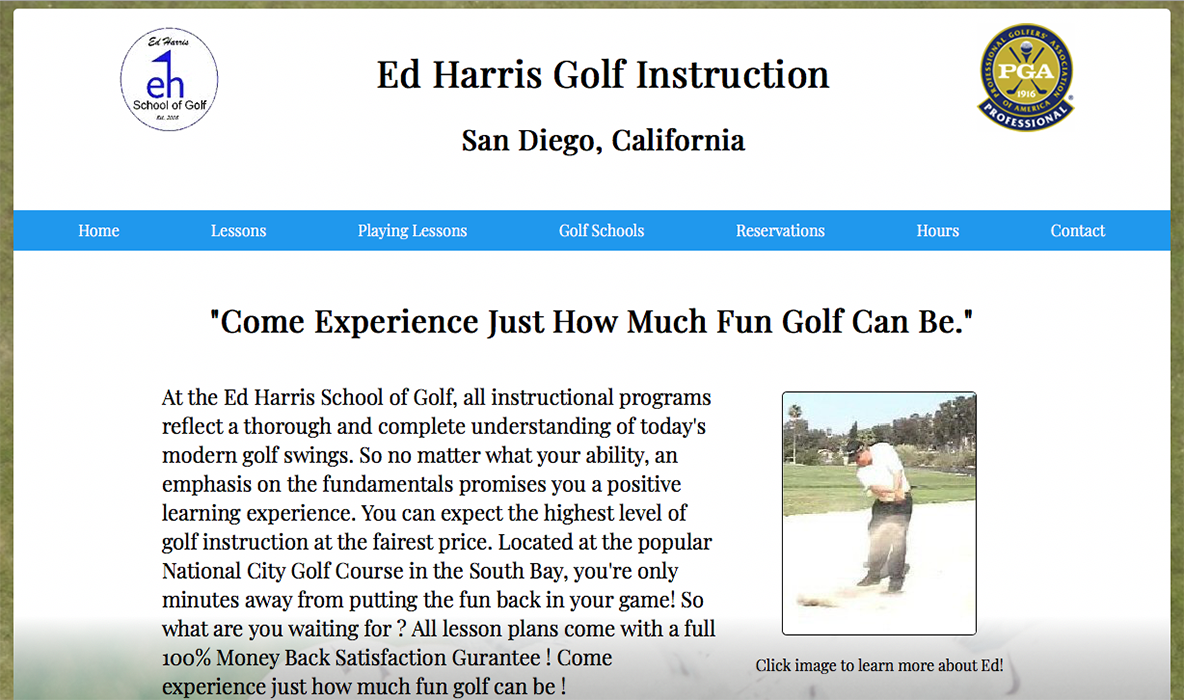 Ed Harris
eh
School of Golf
Est. 2008
Ed Harris Golf Instruction
San Diego, California
PROFESSIONAL GOLFERS' ASSOCIATION
PGA
1916
OF AMERICA
PROFESSIONAL
®
Home Lessons Playing Lessons Golf Schools Reservations Hours Contact
"Come Experience Just How Much Fun Golf Can Be."
At the Ed Harris School of Golf, all instructional programs
reflect a thorough and complete understanding of today's
modern golf swings. So no matter what your ability, an
emphasis on the fundamentals promises you a positive
learning experience. You can expect the highest level of
golf instruction at the fairest price. Located at the popular
National City Golf Course in the South Bay, you're only
minutes away from putting the fun back in your game! So
what are you waiting for ? All lesson plans come with a full
100% Money Back Satisfaction Gurantee ! Come
experience just how much fun golf can be !
Click image to learn more about Ed!